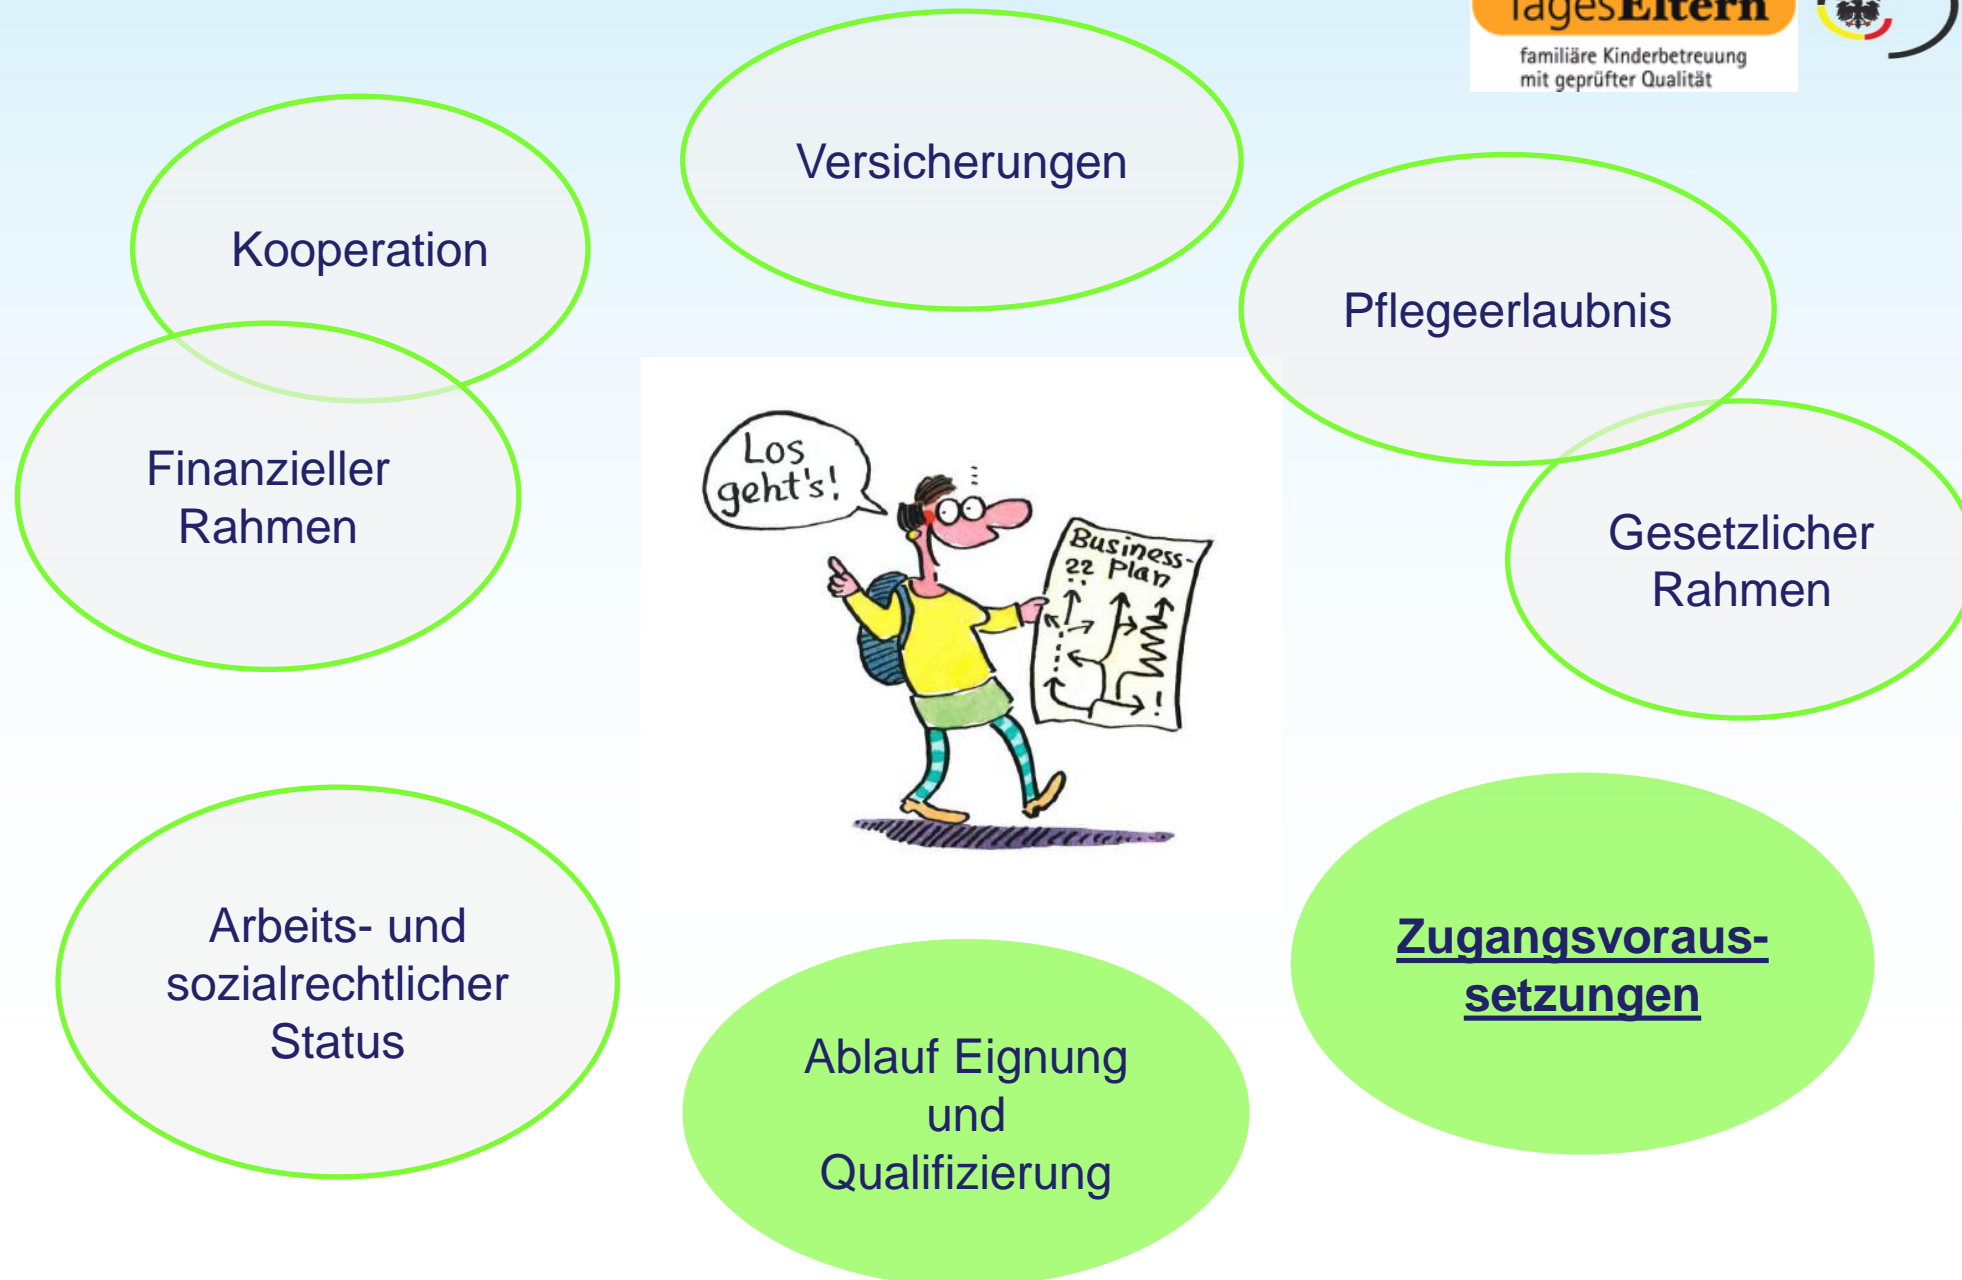 TagesEltern
familiäre Kinderbetreuung
mit geprüfter Qualität
Versicherungen
Kooperation
Pflegeerlaubnis
Finanzieller
Rahmen
Los
geht's!
Business-
Plan
Gesetzlicher
Rahmen
Arbeits- und
sozialrechtlicher
Status
Ablauf Eignung
und
Qualifizierung
Zugangsvoraus-
setzungen